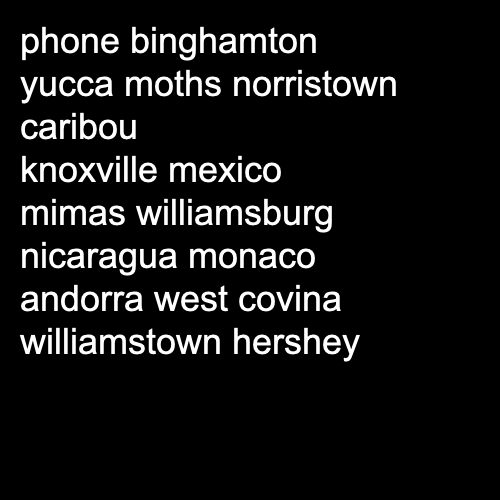 phone binghamton
yucca moths norristown
caribou
knoxville mexico
mimas williamsburg
nicaragua monaco
andorra west covina
williamstown hershey